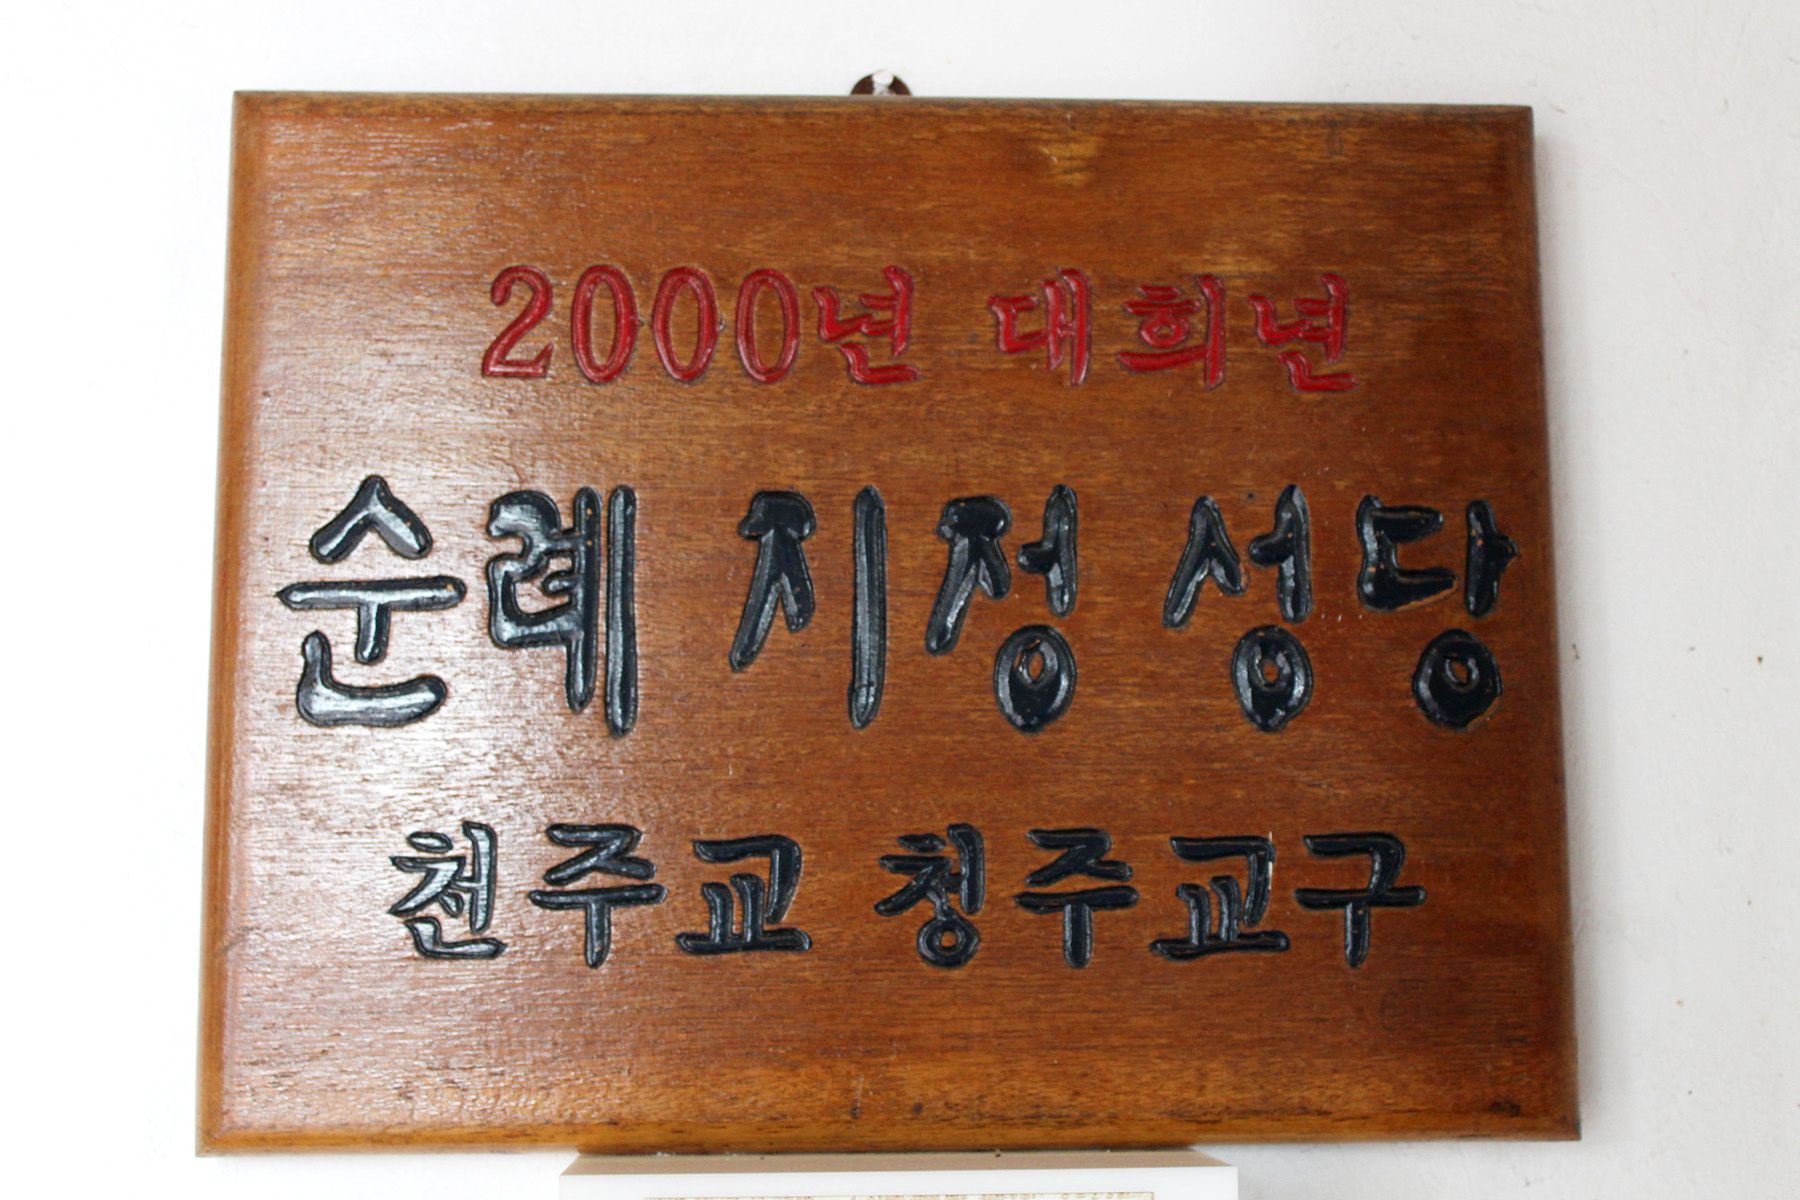 2000년 대희년
순례 지정 성당
천주교 청주교구